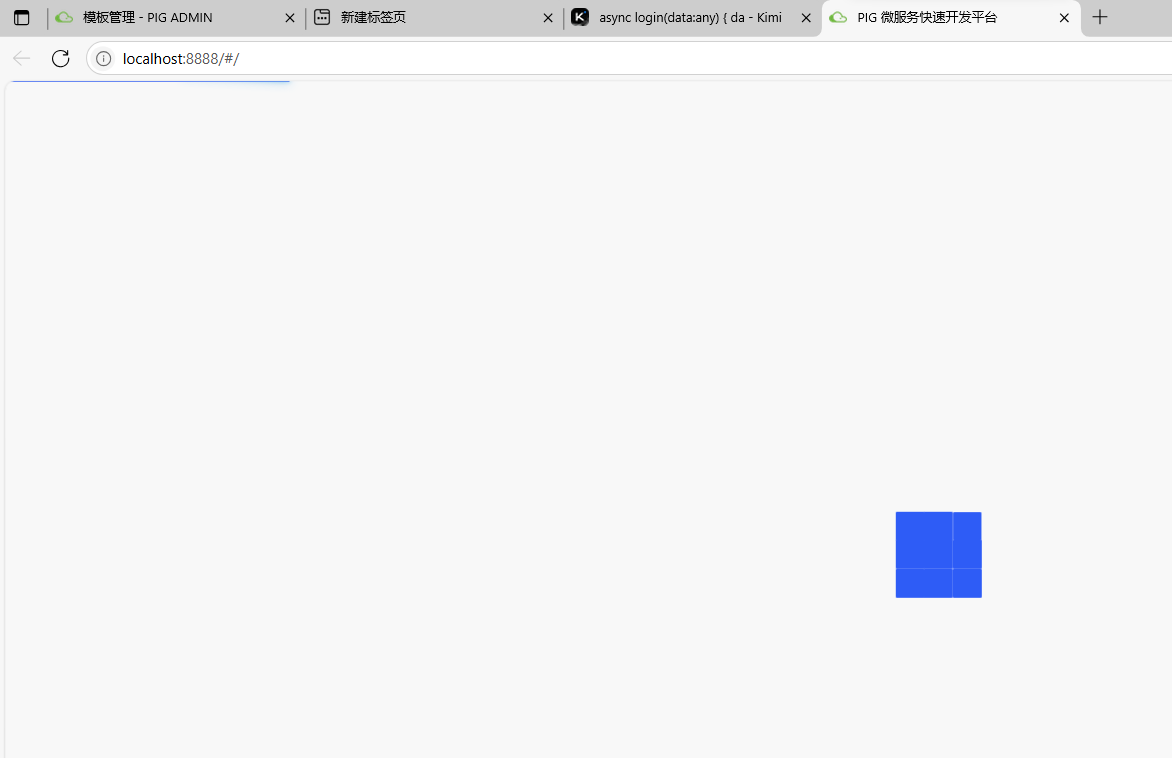 模板管理 - PIG ADMIN
新建标签页
async login(data:any) { da - Kimi
PIG 微服务快速开发平台
localhost:8888/#/